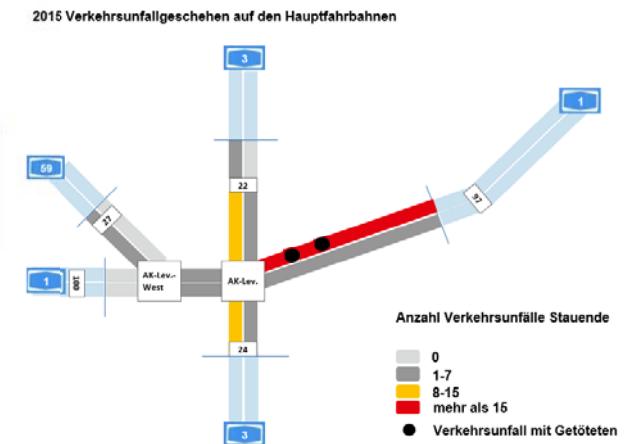 2015 Verkehrsunfallgeschehen auf den Hauptfahrbahnen
3
1
59
22
97
27
1
100
AK-Lev.-
West
AK-Lev.
Anzahl Verkehrsunfälle Stauende
24
0
1-7
8-15
mehr als 15
3
Verkehrsunfall mit Getöteten